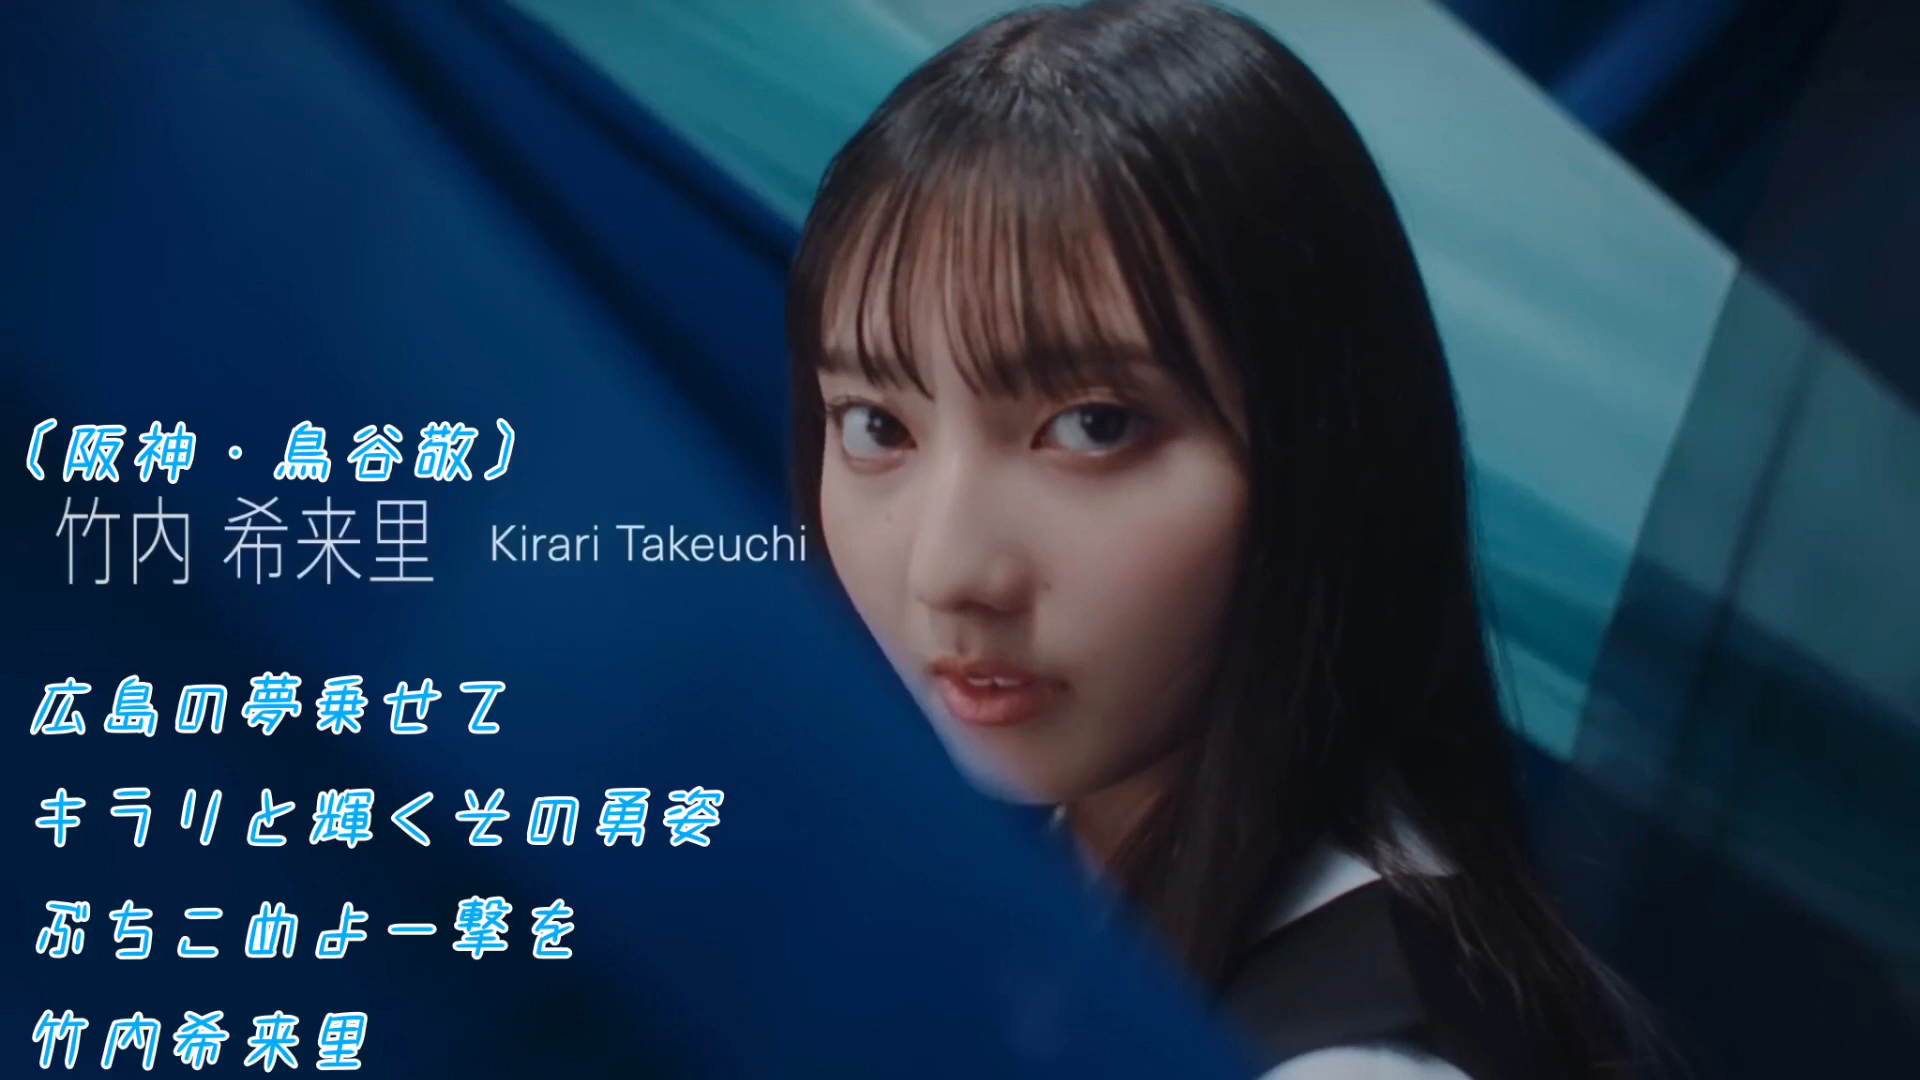 （阪神・鳥谷敬）
竹内 希来里 Kirari Takeuchi
広島の夢乗せて
キラリと輝くその勇姿
ぶちこめよ一撃を
竹内希来里